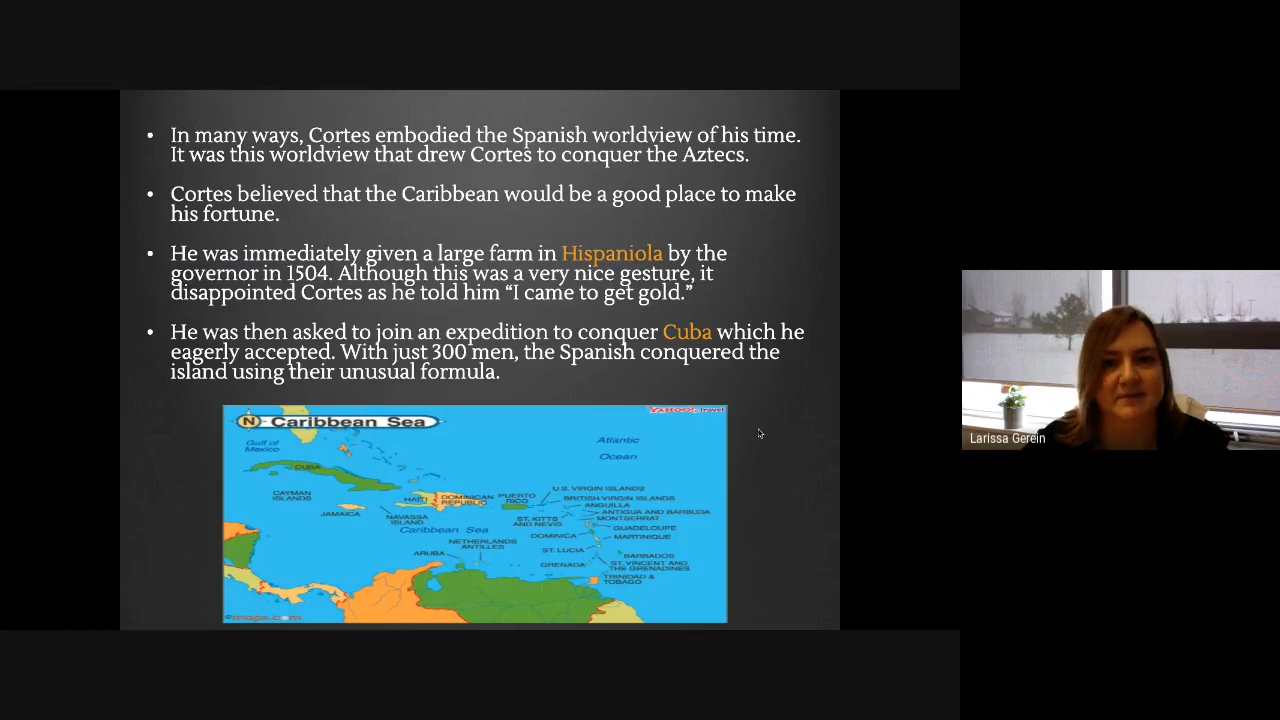 • In many ways, Cortes embodied the Spanish worldview of his time.
It was this worldview that drew Cortes to conquer the Aztecs.
• Cortes believed that the Caribbean would be a good place to make
his fortune.
• He was immediately given a large farm in Hispaniola by the
governor in 1504. Although this was a very nice gesture, it
disappointed Cortes as he told him “I came to get gold.”
• He was then asked to join an expedition to conquer Cuba which he
eagerly accepted. With just 300 men, the Spanish conquered the
island using their unusual formula.
N Caribbean Sea
YAHOO! travel
Gulf of
Mexico
Atlantic
Ocean
CUBA
CAYMAN
ISLANDS
JAMAICA
NAVASSA
ISLAND
HAITI
DOMINICAN
REPUBLIC
PUERTO
RICO
U.S. VIRGIN ISLANDS
BRITISH VIRGIN ISLANDS
ANGUILLA
ANTIGUA AND BARBUDA
MONTSERRAT
ST. KITTS
AND NEVIS
GUADELOUPE
DOMINICA
MARTINIQUE
Caribbean Sea
NETHERLANDS
ANTILLES
ARUBA
ST. LUCIA
BARBADOS
GRENADA
ST. VINCENT AND
THE GRENADINES
TRINIDAD &
TOBAGO
Larissa Gerein